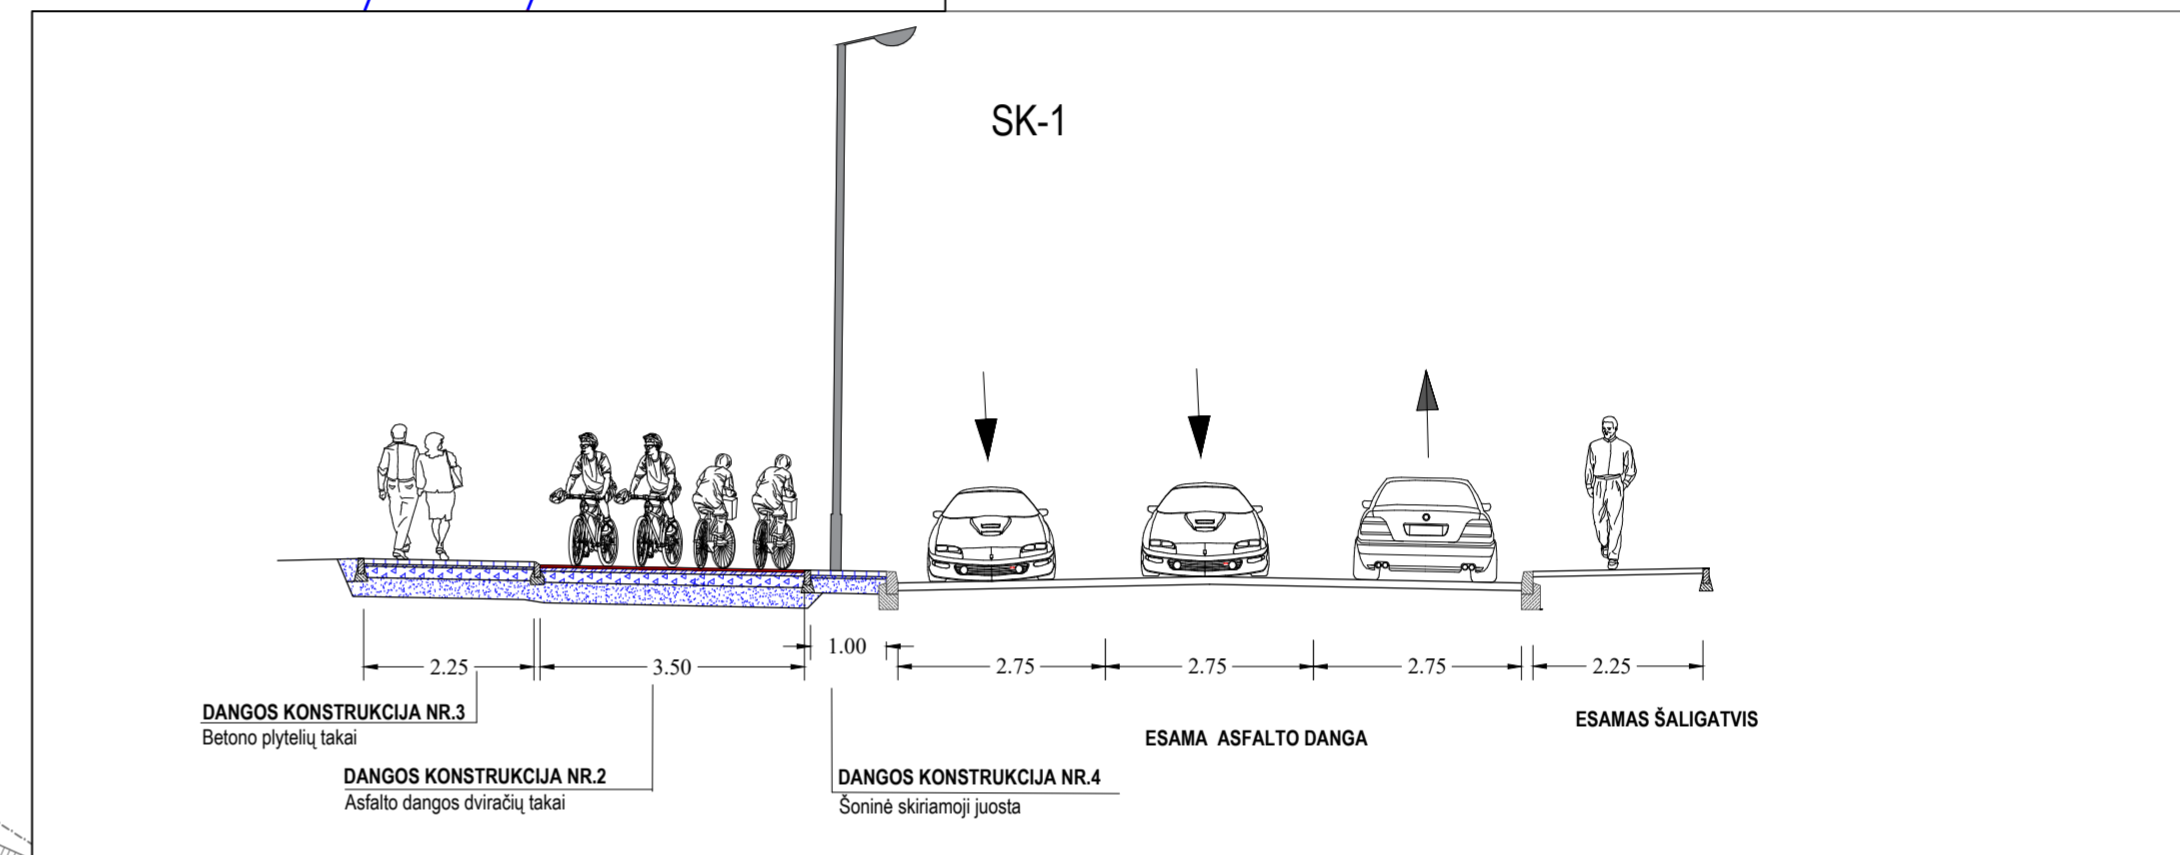 SK-1
1.00
2.25 3.50 2.75 2.75 2.75 2.25
DANGOS KONSTRUKCIJA NR.3
Betono plytelių takai
ESAMAS ŠALIGATVIS
ESAMA ASFALTO DANGA
DANGOS KONSTRUKCIJA NR.2
Asfalto dangos dviračių takai
DANGOS KONSTRUKCIJA NR.4
Šoninė skiriamoji juosta